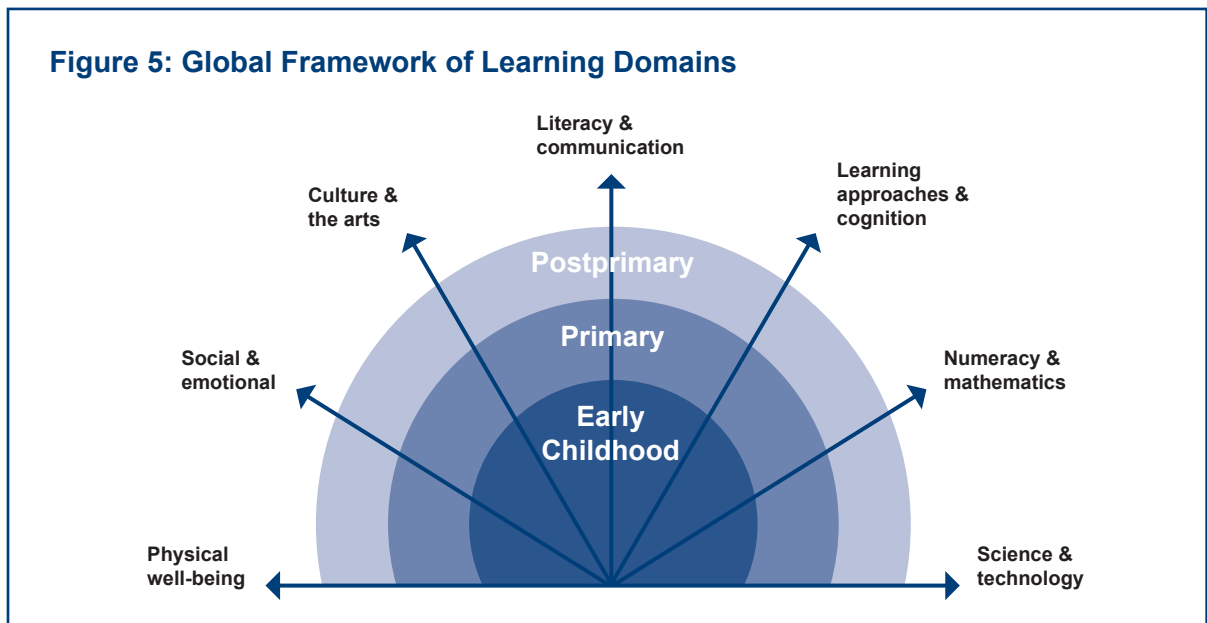 Figure 5: Global Framework of Learning Domains
Literacy &
communication
Learning
approaches &
cognition
Culture &
the arts
Postprimary
Primary
Social &
emotional
Numeracy &
mathematics
Early
Childhood
Physical
well-being
Science &
technology